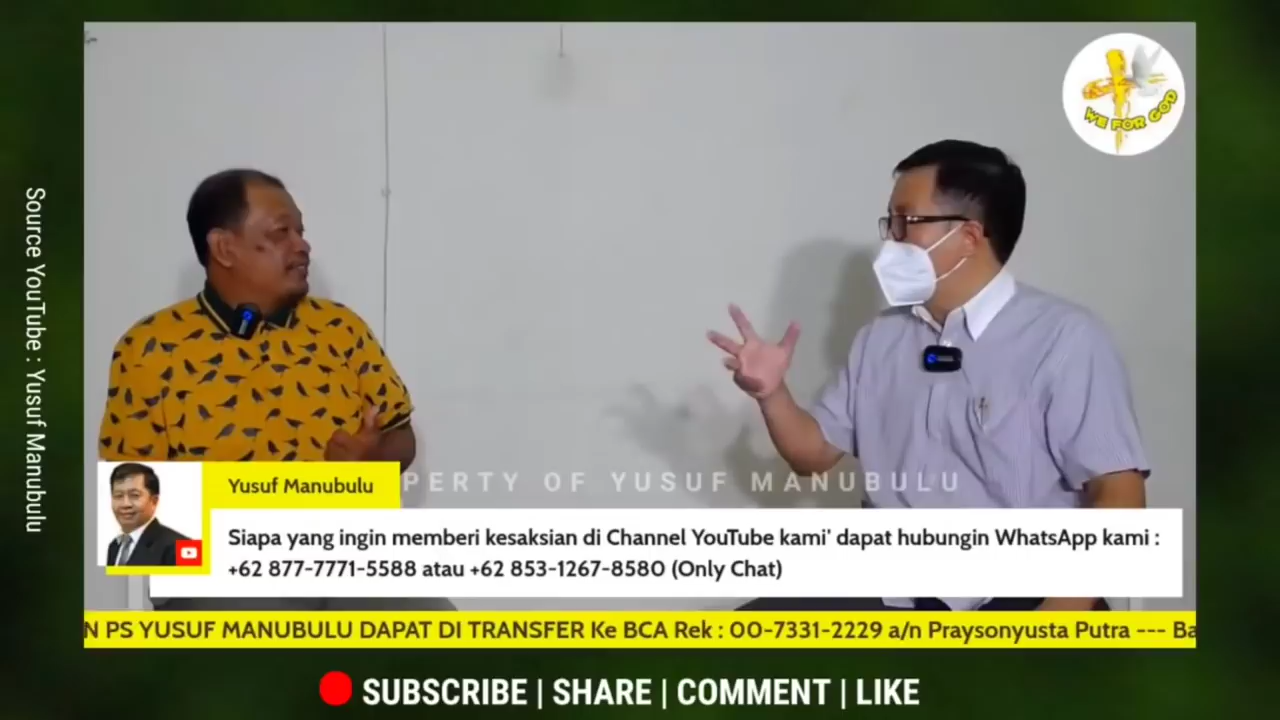 WE FOR GOD
Source YouTube : Yusuf Manubulu
PERTY OF YUSUF MANUBULU
Yusuf Manubulu
Siapa yang ingin memberi kesaksian di Channel YouTube kami' dapat hubungin WhatsApp kami :
+62 877-7771-5588 atau +62 853-1267-8580 (Only Chat)
N PS YUSUF MANUBULU DAPAT DI TRANSFER Ke BCA Rek : 00-7331-2229 a/n Praysonyusta Putra --- Ba
SUBSCRIBE | SHARE | COMMENT | LIKE